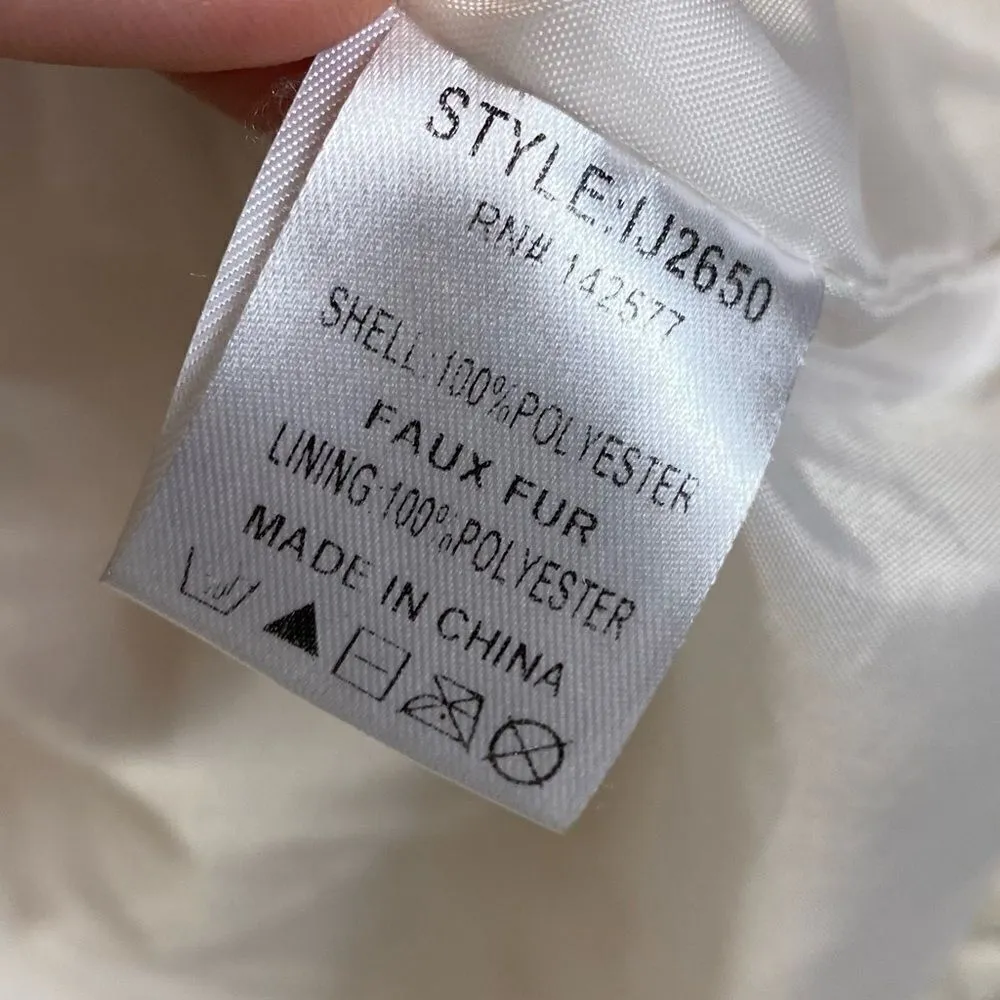 STYLE:IJ2650
RN# 142577
SHELL:100%POLYESTER
FAUX FUR
LINING:100%POLYESTER
MADE IN CHINA